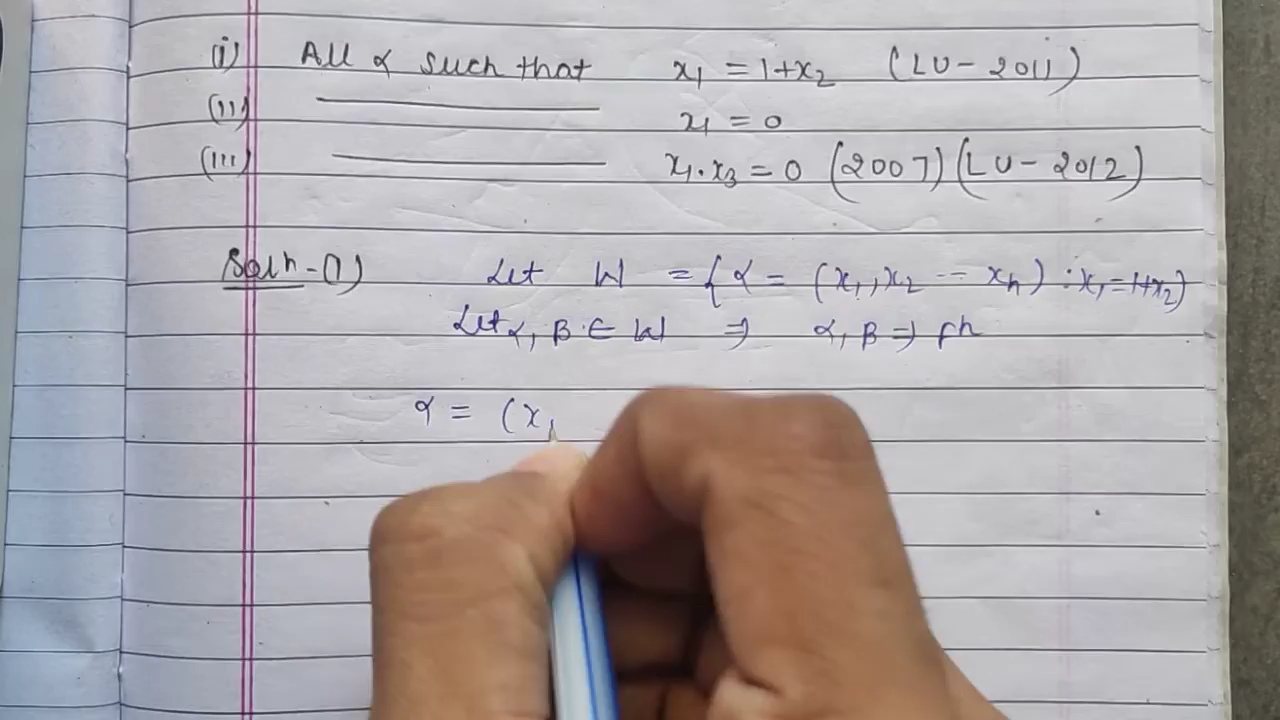 (i) All α such that x₁ = 1+x₂ (LU - 2011)
(ii) ——— x₁ = 0
(iii) ——— x₁.x₃ = 0 (2007) (LU - 2012)
Soln-(1) Let W = {α = (x₁, x₂ -- xₙ) : x₁ = 1+x₂}
Let α, β ∈ W ⇒ α, β ⇒
α = (x₁